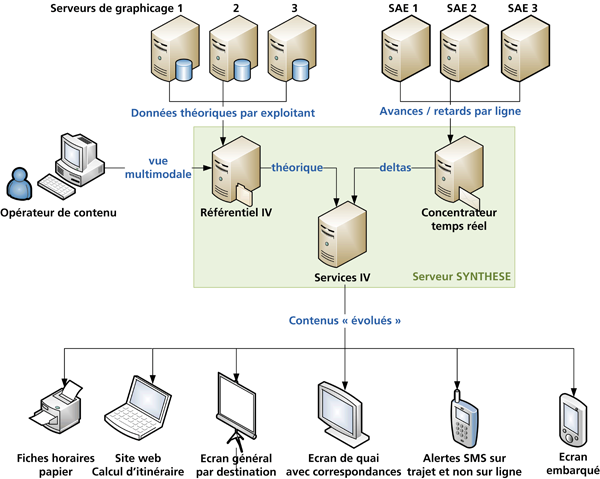 Serveurs de graphicage 1 2 3
SAE 1 SAE 2 SAE 3
Données théoriques par exploitant
Avances / retards par ligne
vue
multimodale
théorique
deltas
Opérateur de contenu
Référentiel IV
Concentrateur
temps réel
Services IV
Serveur SYNTHESE
Contenus « évolués »
Fiches horaires
papier
Site web
Calcul d'itinéraire
Ecran général
par destination
Ecran de quai
avec correspondances
Alertes SMS sur
trajet et non sur ligne
Ecran
embarqué